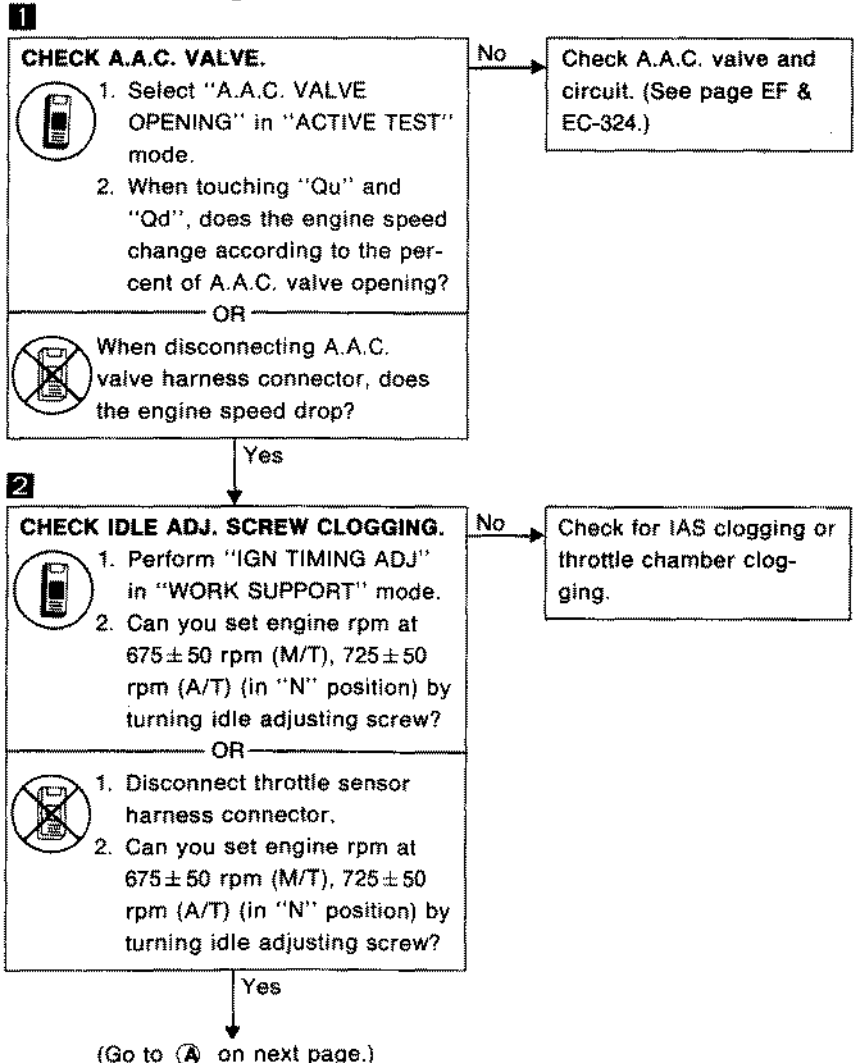 1
CHECK A.A.C. VALVE.
1. Select "A.A.C. VALVE
OPENING" in "ACTIVE TEST"
mode.
2. When touching "Qu" and
"Qd", does the engine speed
change according to the per-
cent of A.A.C. valve opening?
OR
When disconnecting A.A.C.
valve harness connector, does
the engine speed drop?
No
Check A.A.C. valve and
circuit. (See page EF &
EC-324.)
Yes
2
CHECK IDLE ADJ. SCREW CLOGGING.
1. Perform "IGN TIMING ADJ"
in "WORK SUPPORT" mode.
2. Can you set engine rpm at
675±50 rpm (M/T), 725±50
rpm (A/T) (in "N" position) by
turning idle adjusting screw?
OR
1. Disconnect throttle sensor
harness connector.
2. Can you set engine rpm at
675±50 rpm (M/T), 725±50
rpm (A/T) (in "N" position) by
turning idle adjusting screw?
No
Check for IAS clogging or
throttle chamber clog-
ging.
Yes
(Go to Ⓐ on next page.)